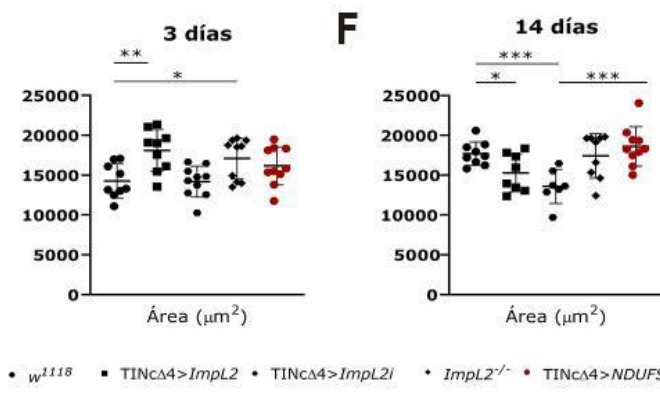 3 días
**
*
25000
20000
15000
10000
5000
0
Área (μm²)
F
14 días
***
* ***
25000
20000
15000
10000
5000
0
Área (μm²)
w¹¹¹⁸ TINcΔ4>ImpL2 TINcΔ4>ImpL2i ImpL2⁻/⁻ TINcΔ4>NDUFS